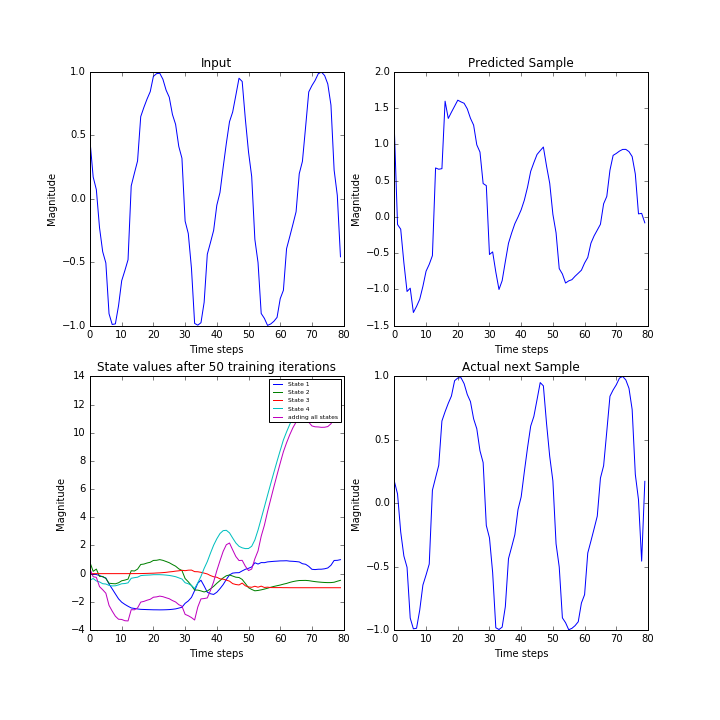 Input
Magnitude
1.0
0.5
0.0
−0.5
−1.0
0 10 20 30 40 50 60 70 80
Time steps
Predicted Sample
Magnitude
2.0
1.5
1.0
0.5
0.0
−0.5
−1.0
−1.5
0 10 20 30 40 50 60 70 80
Time steps
State values after 50 training iterations
Magnitude
14
12
10
8
6
4
2
0
−2
−4
State 1
State 2
State 3
State 4
adding all states
0 10 20 30 40 50 60 70 80
Time steps
Actual next Sample
Magnitude
1.0
0.5
0.0
−0.5
−1.0
0 10 20 30 40 50 60 70 80
Time steps